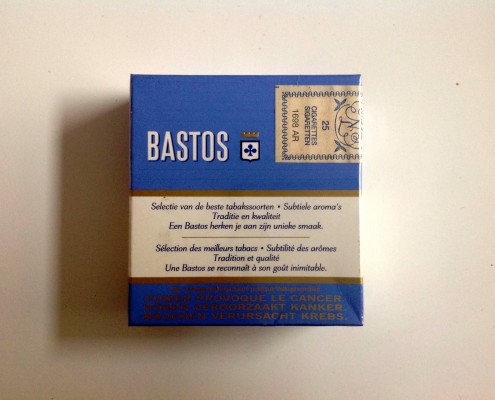 BASTOS
25
CIGARETTES
SIGARETTEN
1698 AR
Selectie van de beste tabakssoorten • Subtiele aroma's
Traditie en kwaliteit
Een Bastos herken je aan zijn unieke smaak.
Sélection des meilleurs tabacs • Subtilité des arômes
Tradition et qualité
Une Bastos se reconnaît à son goût inimitable.
FUMER PROVOQUE LE CANCER.
ROKEN VEROORZAAKT KANKER.
RAUCHEN VERURSACHT KREBS.